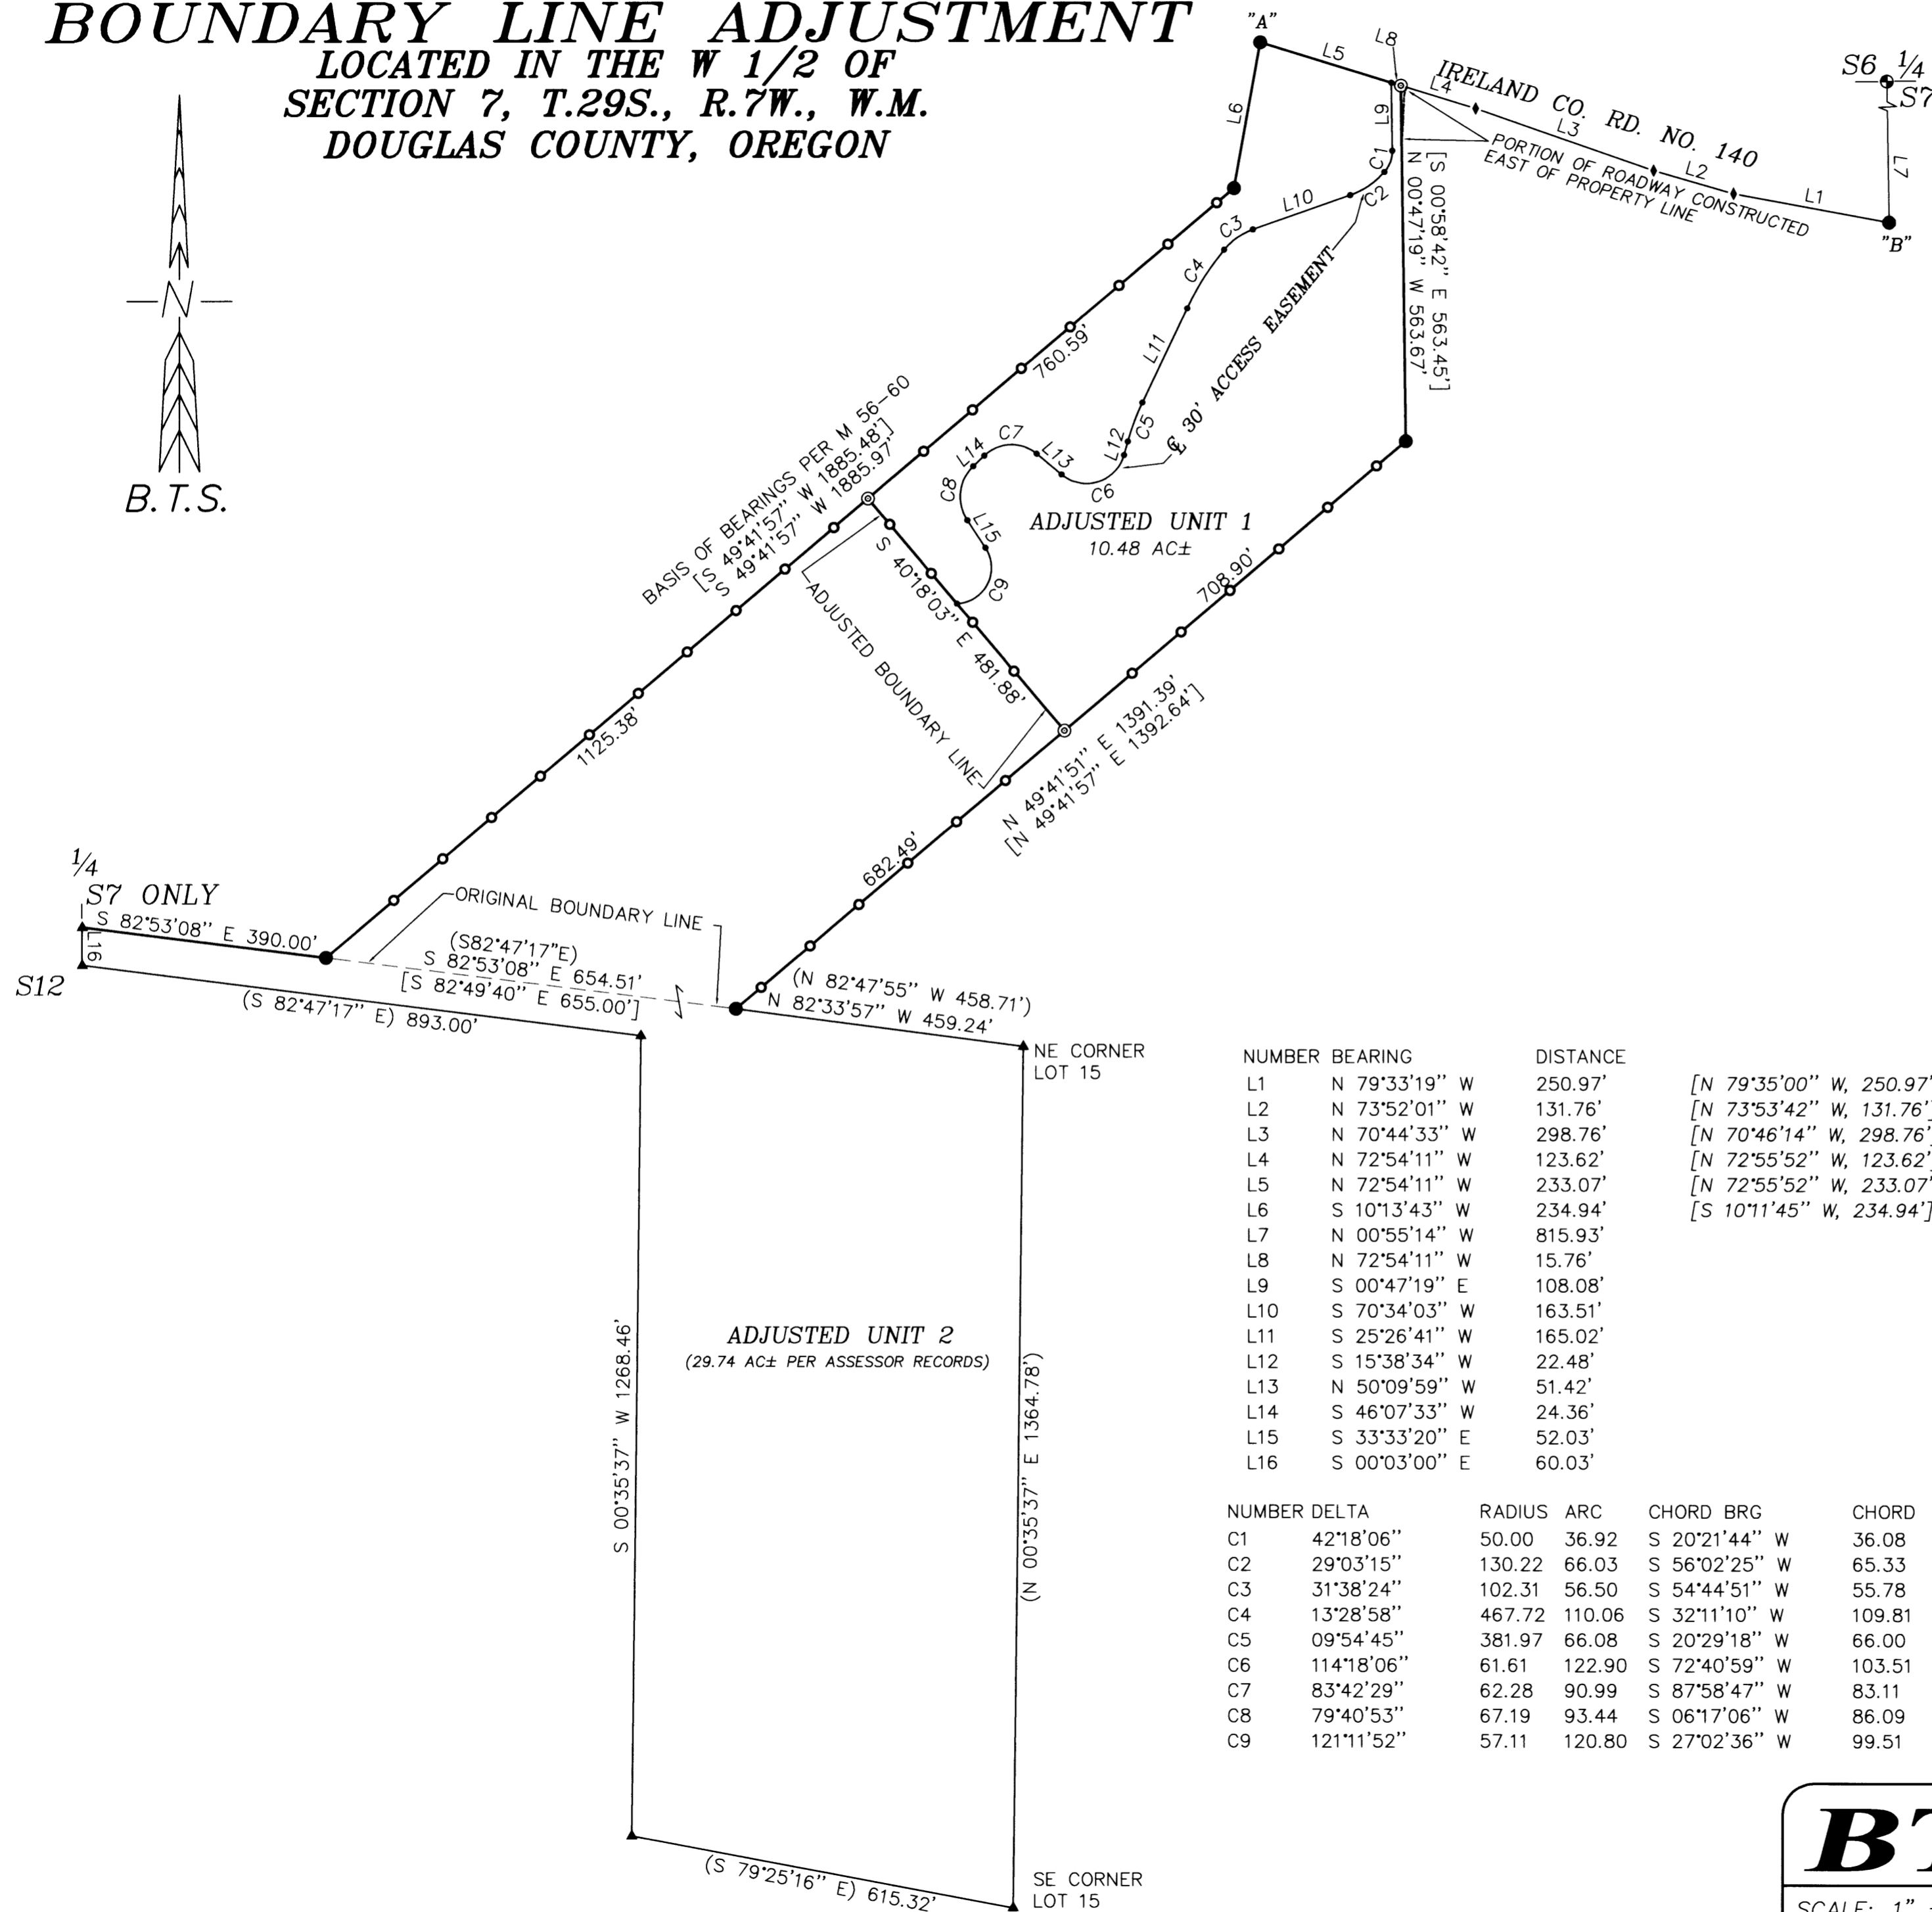 BOUNDARY LINE ADJUSTMENT
LOCATED IN THE W 1/2 OF
SECTION 7, T.29S., R.7W., W.M.
DOUGLAS COUNTY, OREGON
N
B.T.S.
"A"
L5
L8
L6
L9
L4
IRELAND CO. RD. NO. 140
L3
L2
L1
S6 1/4
S7
L7
"B"
PORTION OF ROADWAY CONSTRUCTED
EAST OF PROPERTY LINE
[S 00°58'42" E 563.45']
N 00°47'19" W 563.67'
C1
C2
L10
C3
C4
L11
C5
L12
C6
L13
C7
L14
C8
L15
C9
℄ 30' ACCESS EASEMENT
760.59'
BASIS OF BEARINGS PER M 56-60
[S 49°41'57" W 1885.48']
S 49°41'57" W 1885.97'
ADJUSTED UNIT 1
10.48 AC±
S 40°18'03" E 481.88'
ADJUSTED BOUNDARY LINE
708.90'
N 49°41'51" E 1391.39'
[N 49°41'57" E 1392.64']
1125.38'
682.49'
1/4
S7 ONLY
S 82°53'08" E 390.00'
L16
S12
ORIGINAL BOUNDARY LINE
(S82°47'17"E)
S 82°53'08" E 654.51'
[S 82°49'40" E 655.00']
(S 82°47'17" E) 893.00'
(N 82°47'55" W 458.71')
N 82°33'57" W 459.24'
NE CORNER
LOT 15
S 00°35'37" W 1268.46'
ADJUSTED UNIT 2
(29.74 AC± PER ASSESSOR RECORDS)
(N 00°35'37" E 1364.78')
(S 79°25'16" E) 615.32'
SE CORNER
LOT 15
NUMBER BEARING DISTANCE
L1 N 79°33'19" W 250.97' [N 79°35'00" W, 250.97'
L2 N 73°52'01" W 131.76' [N 73°53'42" W, 131.76']
L3 N 70°44'33" W 298.76' [N 70°46'14" W, 298.76'
L4 N 72°54'11" W 123.62' [N 72°55'52" W, 123.62'
L5 N 72°54'11" W 233.07' [N 72°55'52" W, 233.07'
L6 S 10°13'43" W 234.94' [S 10°11'45" W, 234.94']
L7 N 00°55'14" W 815.93'
L8 N 72°54'11" W 15.76'
L9 S 00°47'19" E 108.08'
L10 S 70°34'03" W 163.51'
L11 S 25°26'41" W 165.02'
L12 S 15°38'34" W 22.48'
L13 N 50°09'59" W 51.42'
L14 S 46°07'33" W 24.36'
L15 S 33°33'20" E 52.03'
L16 S 00°03'00" E 60.03'
NUMBER DELTA RADIUS ARC CHORD BRG CHORD
C1 42°18'06" 50.00 36.92 S 20°21'44" W 36.08
C2 29°03'15" 130.22 66.03 S 56°02'25" W 65.33
C3 31°38'24" 102.31 56.50 S 54°44'51" W 55.78
C4 13°28'58" 467.72 110.06 S 32°11'10" W 109.81
C5 09°54'45" 381.97 66.08 S 20°29'18" W 66.00
C6 114°18'06" 61.61 122.90 S 72°40'59" W 103.51
C7 83°42'29" 62.28 90.99 S 87°58'47" W 83.11
C8 79°40'53" 67.19 93.44 S 06°17'06" W 86.09
C9 121°11'52" 57.11 120.80 S 27°02'36" W 99.51
BT
SCALE: 1"